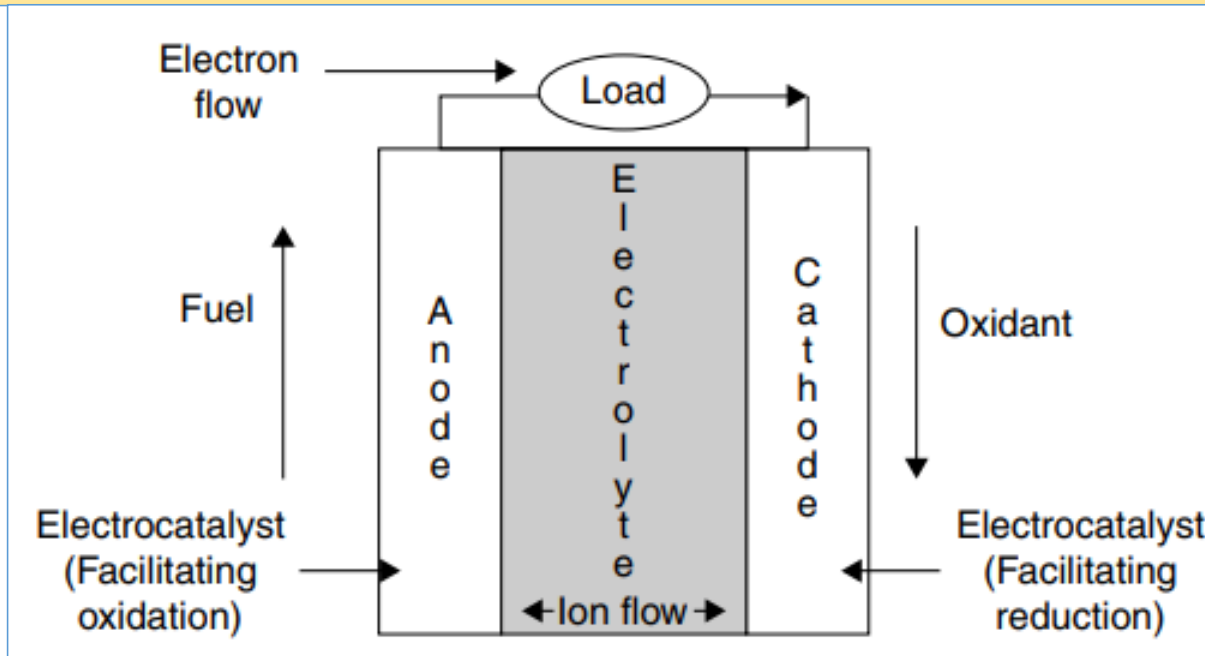 Electron
flow
Load
Fuel
Anode
Electrolyte
Cathode
Oxidant
Electrocatalyst
(Facilitating
oxidation)
Ion flow
Electrocatalyst
(Facilitating
reduction)